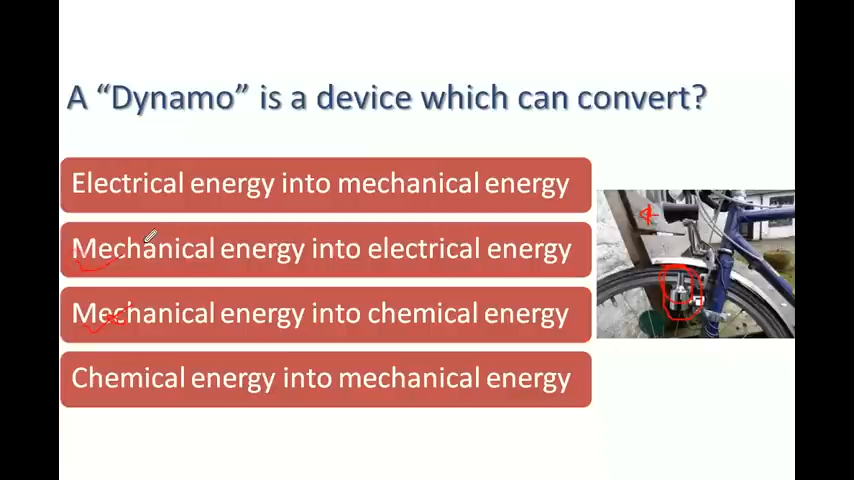 A “Dynamo” is a device which can convert?
Electrical energy into mechanical energy
Mechanical energy into electrical energy
Mechanical energy into chemical energy
Chemical energy into mechanical energy